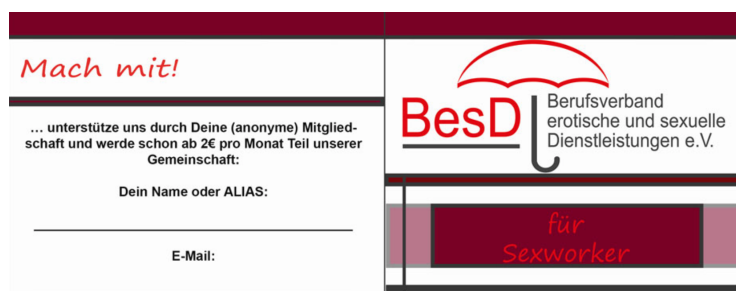 Mach mit!
… unterstütze uns durch Deine (anonyme) Mitglied-
schaft und werde schon ab 2€ pro Monat Teil unserer
Gemeinschaft:
Dein Name oder ALIAS:
E-Mail:
BesD
Berufsverband
erotische und sexuelle
Dienstleistungen e.V.
für
Sexworker